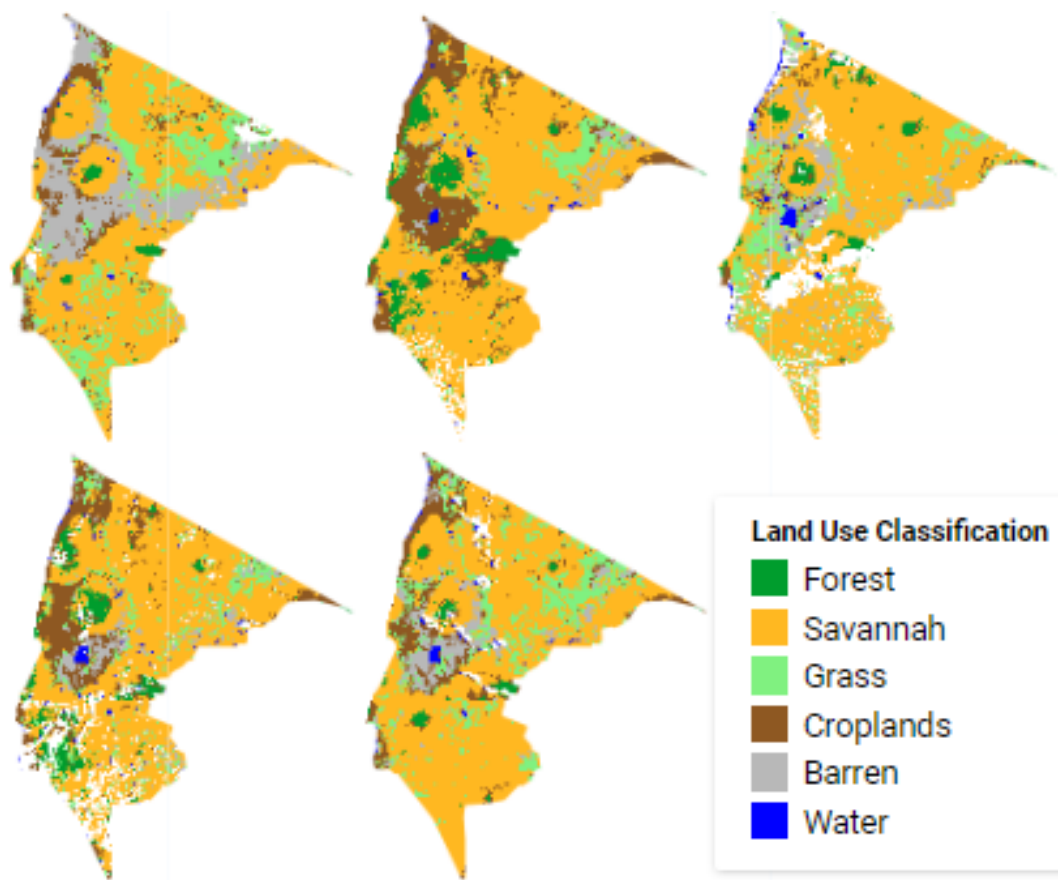 Land Use Classification
Forest
Savannah
Grass
Croplands
Barren
Water